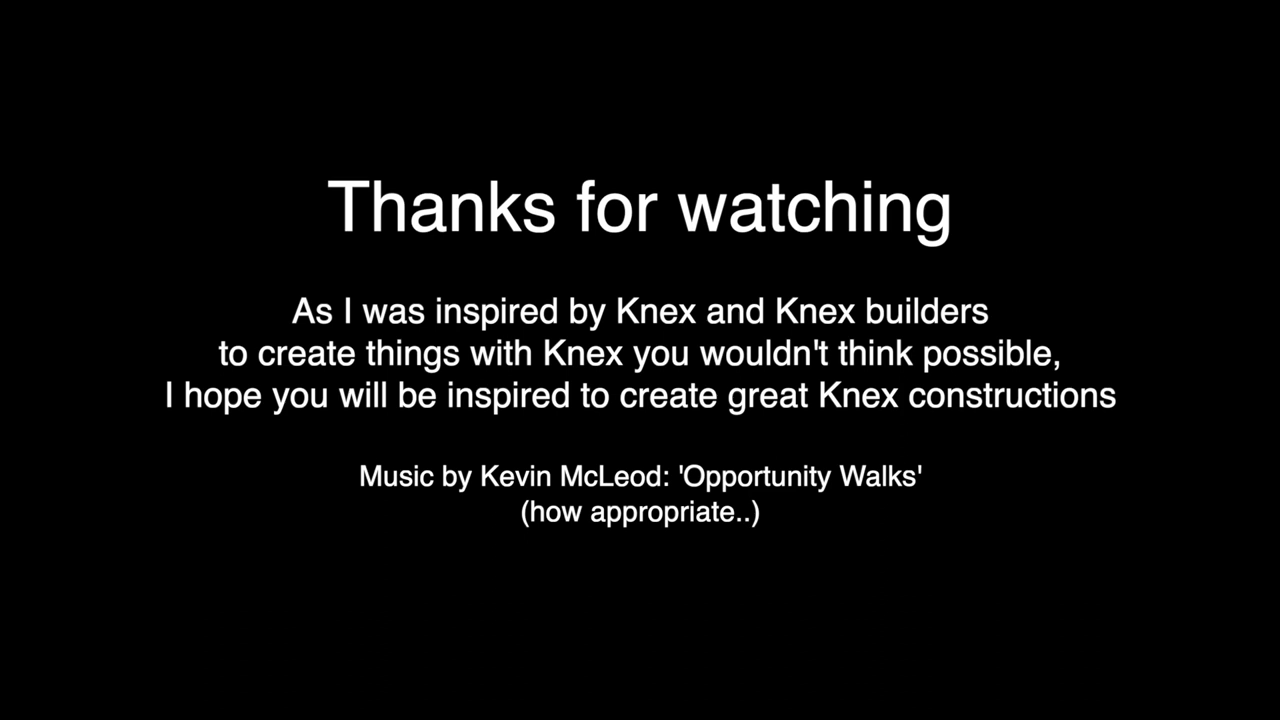 Thanks for watching
As I was inspired by Knex and Knex builders
to create things with Knex you wouldn't think possible,
I hope you will be inspired to create great Knex constructions
Music by Kevin McLeod: 'Opportunity Walks'
(how appropriate..)